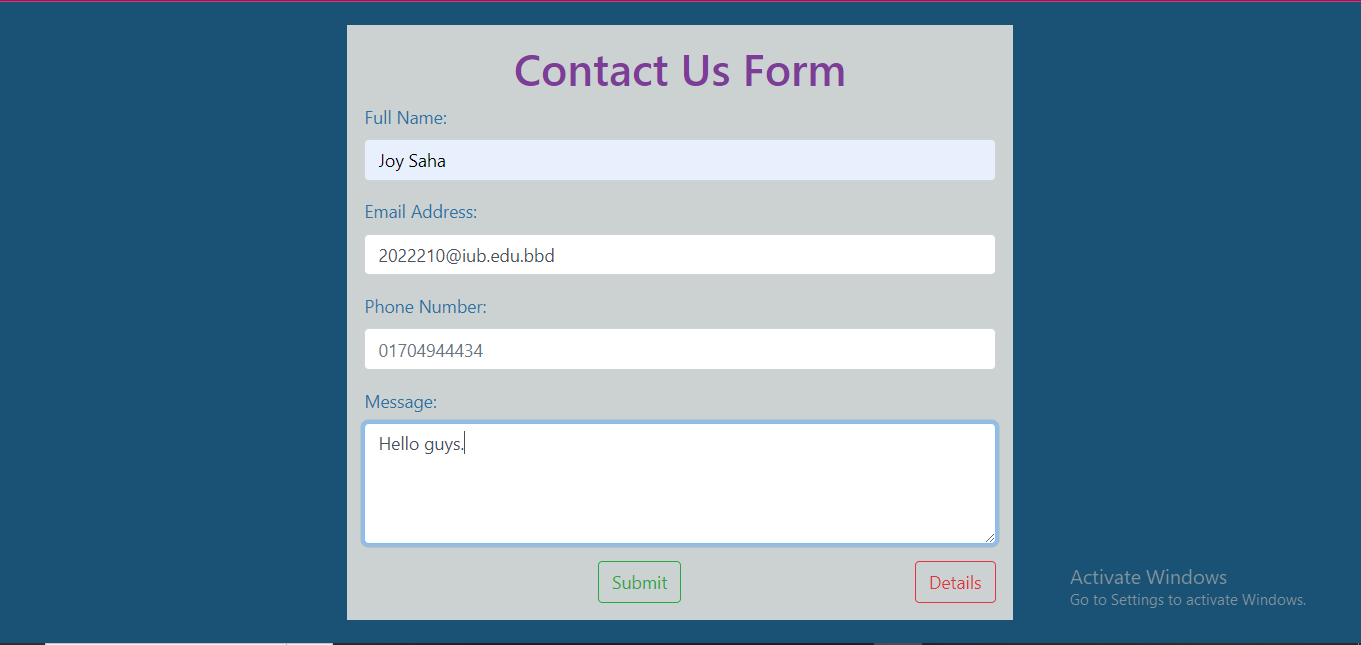 Contact Us Form
Full Name:
Joy Saha
Email Address:
2022210@iub.edu.bbd
Phone Number:
01704944434
Message:
Hello guys.
Submit
Details
Activate Windows
Go to Settings to activate Windows.